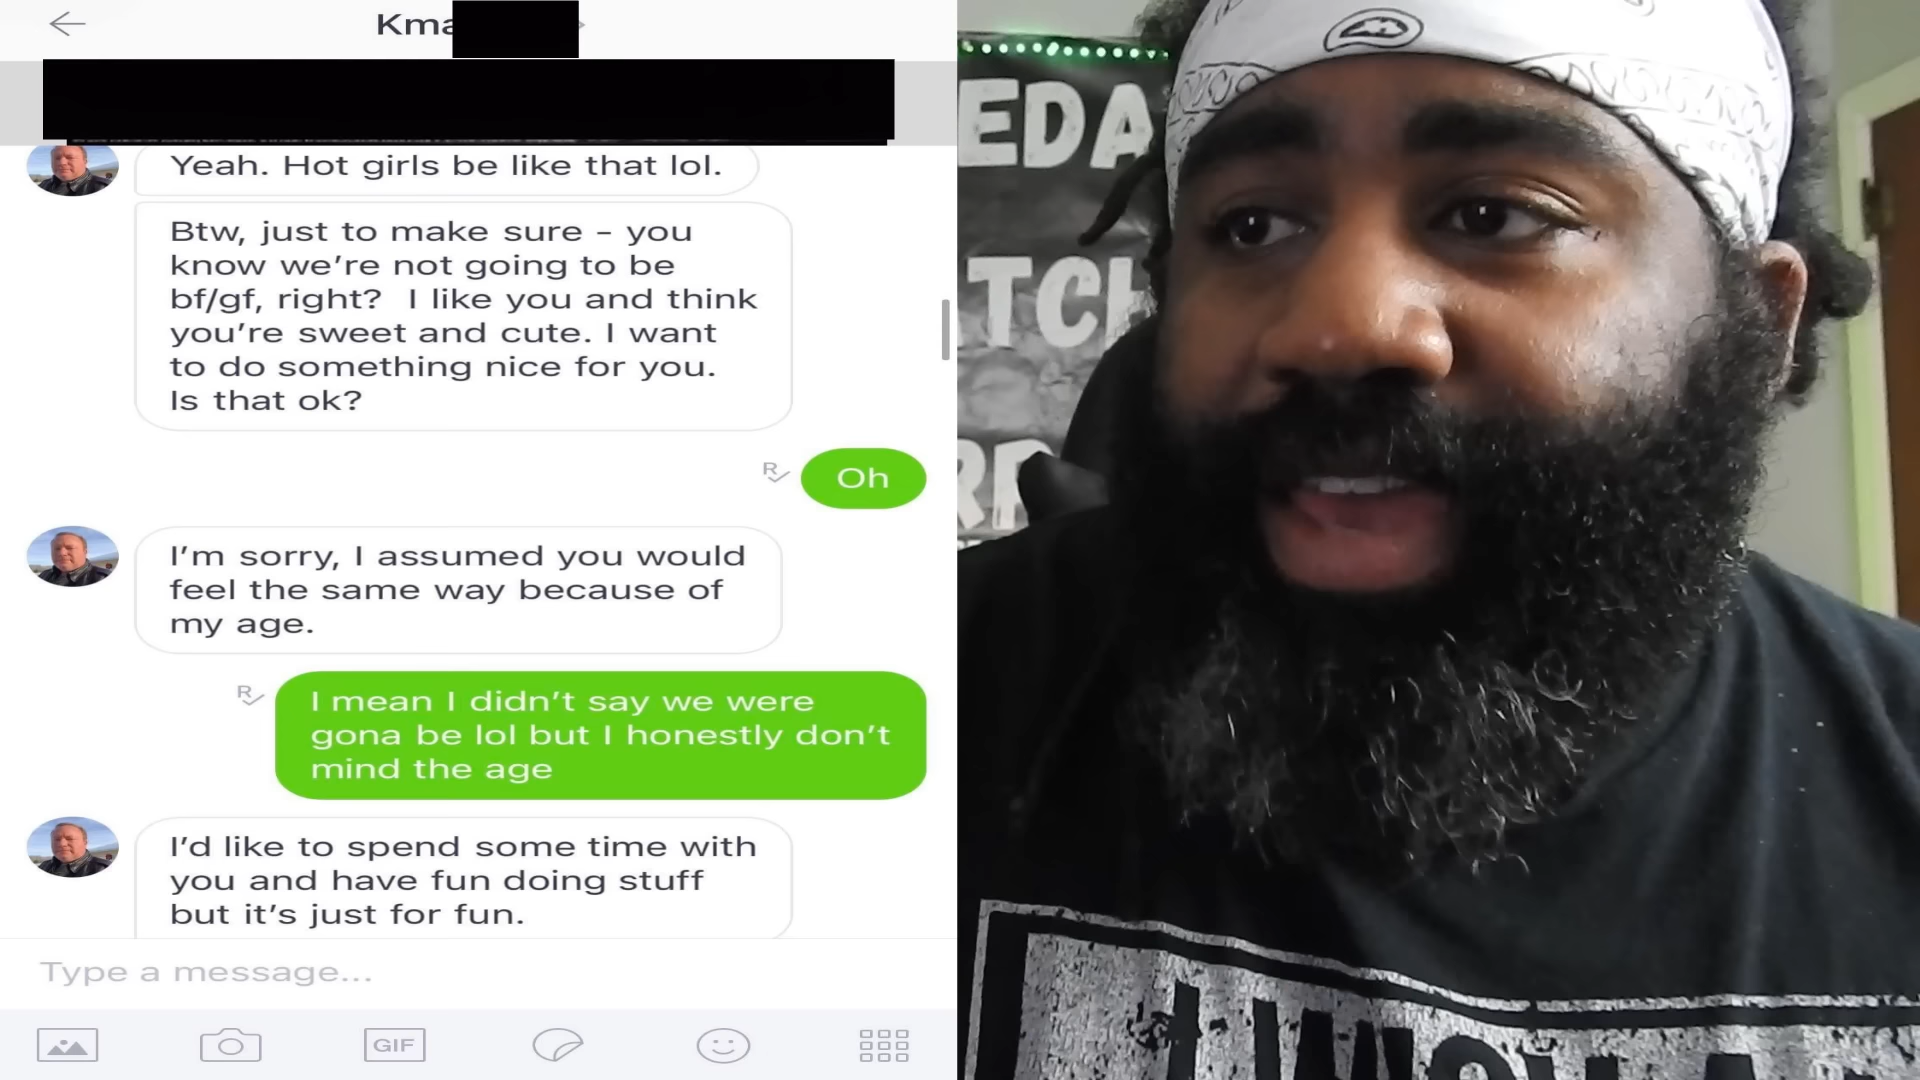 Kma
Yeah. Hot girls be like that lol.
Btw, just to make sure - you
know we're not going to be
bf/gf, right?  I like you and think
you're sweet and cute. I want
to do something nice for you.
Is that ok?
R
Oh
I'm sorry, I assumed you would
feel the same way because of
my age.
R
I mean I didn't say we were
gona be lol but I honestly don't
mind the age
I'd like to spend some time with
you and have fun doing stuff
but it's just for fun.
Type a message...
GIF
EDA
TCH